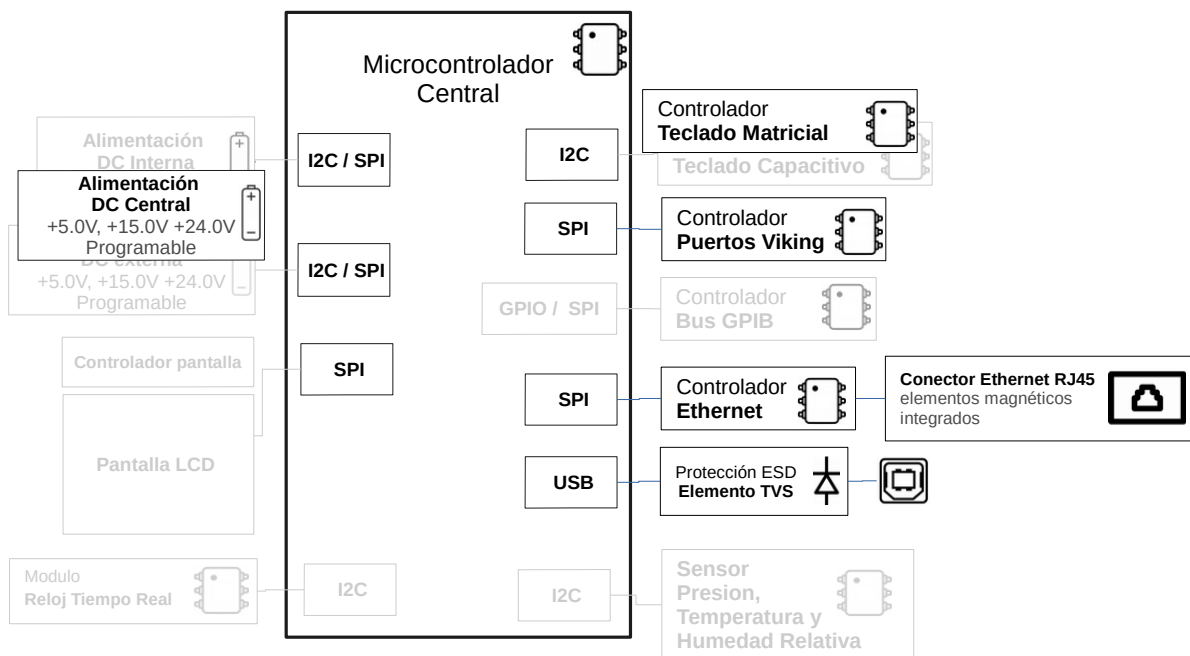 Microcontrolador
Central
Alimentación
DC Interna
I2C / SPI
Alimentación
DC Central
+5.0V, +15.0V +24.0V
Programable
DC externa
+5.0V, +15.0V +24.0V
Programable
I2C / SPI
Controlador pantalla
SPI
Pantalla LCD
Modulo
Reloj Tiempo Real
I2C
I2C
Controlador
Teclado Matricial
Teclado Capacitivo
SPI
Controlador
Puertos Viking
GPIO / SPI
Controlador
Bus GPIB
SPI
Controlador
Ethernet
Conector Ethernet RJ45
elementos magnéticos
integrados
USB
Protección ESD
Elemento TVS
I2C
Sensor
Presion,
Temperatura y
Humedad Relativa